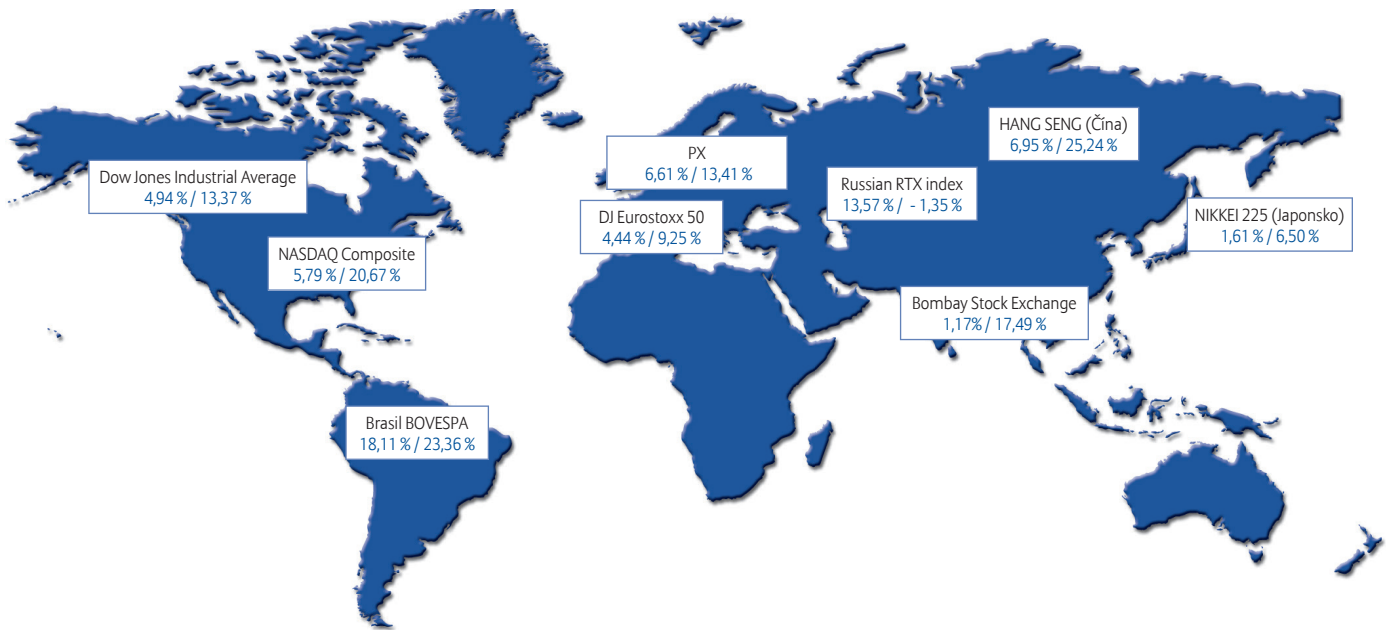 HANG SENG (Čína)
6,95 % / 25,24 %
PX
6,61 % / 13,41 %
Dow Jones Industrial Average
4,94 % / 13,37 %
Russian RTX index
13,57 % / - 1,35 %
DJ Eurostoxx 50
4,44 % / 9,25 %
NIKKEI 225 (Japonsko)
1,61 % / 6,50 %
NASDAQ Composite
5,79 % / 20,67 %
Bombay Stock Exchange
1,17% / 17,49 %
Brasil BOVESPA
18,11 % / 23,36 %